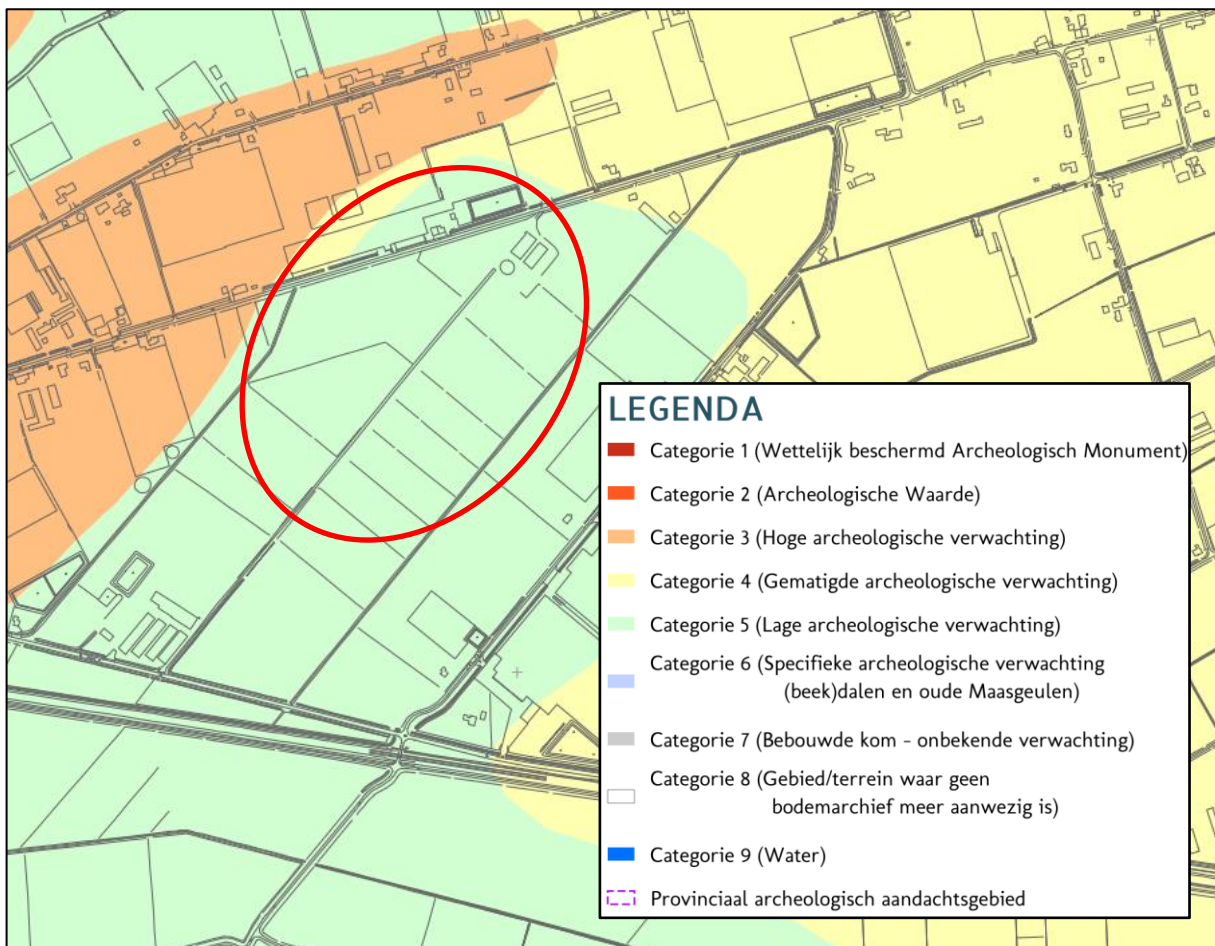 LEGENDA
Categorie 1 (Wettelijk beschermd Archeologisch Monument)
Categorie 2 (Archeologische Waarde)
Categorie 3 (Hoge archeologische verwachting)
Categorie 4 (Gematigde archeologische verwachting)
Categorie 5 (Lage archeologische verwachting)
Categorie 6 (Specifieke archeologische verwachting
(beek)dalen en oude Maasgeulen)
Categorie 7 (Bebouwde kom - onbekende verwachting)
Categorie 8 (Gebied/terrein waar geen
bodemarchief meer aanwezig is)
Categorie 9 (Water)
Provinciaal archeologisch aandachtsgebied